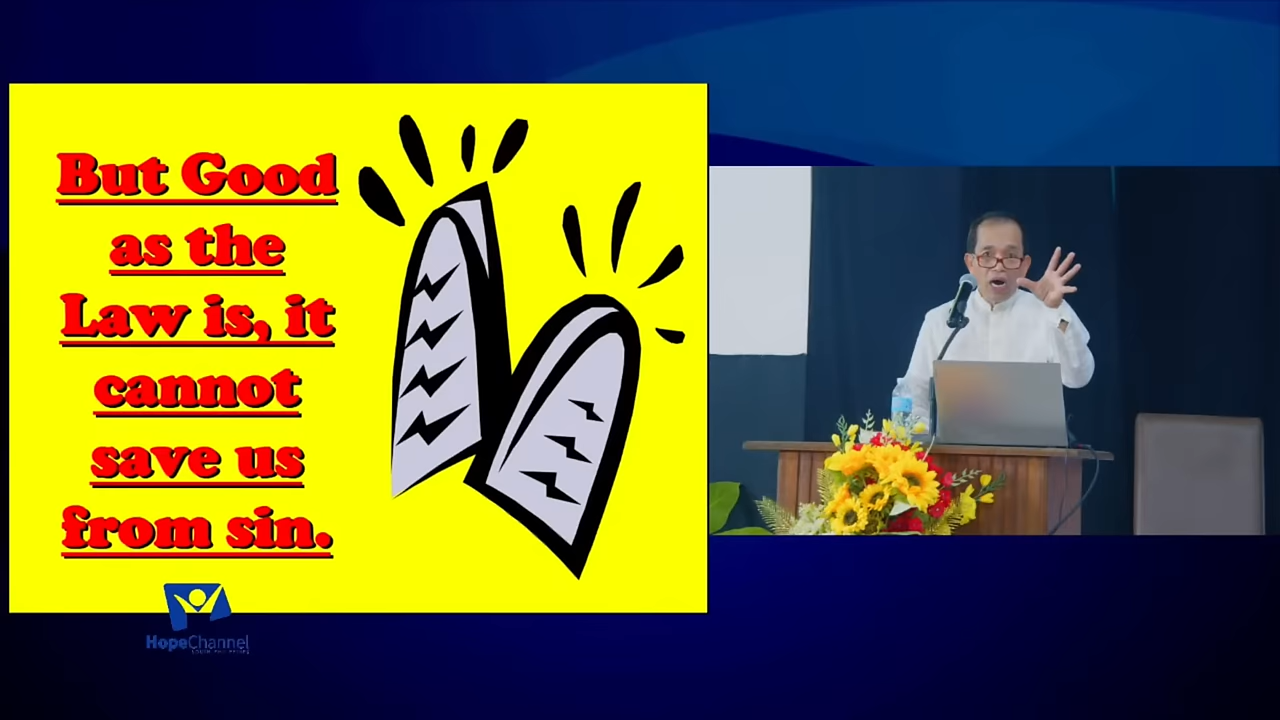 But Good
as the
Law is, it
cannot
save us
from sin.
HopeChannel